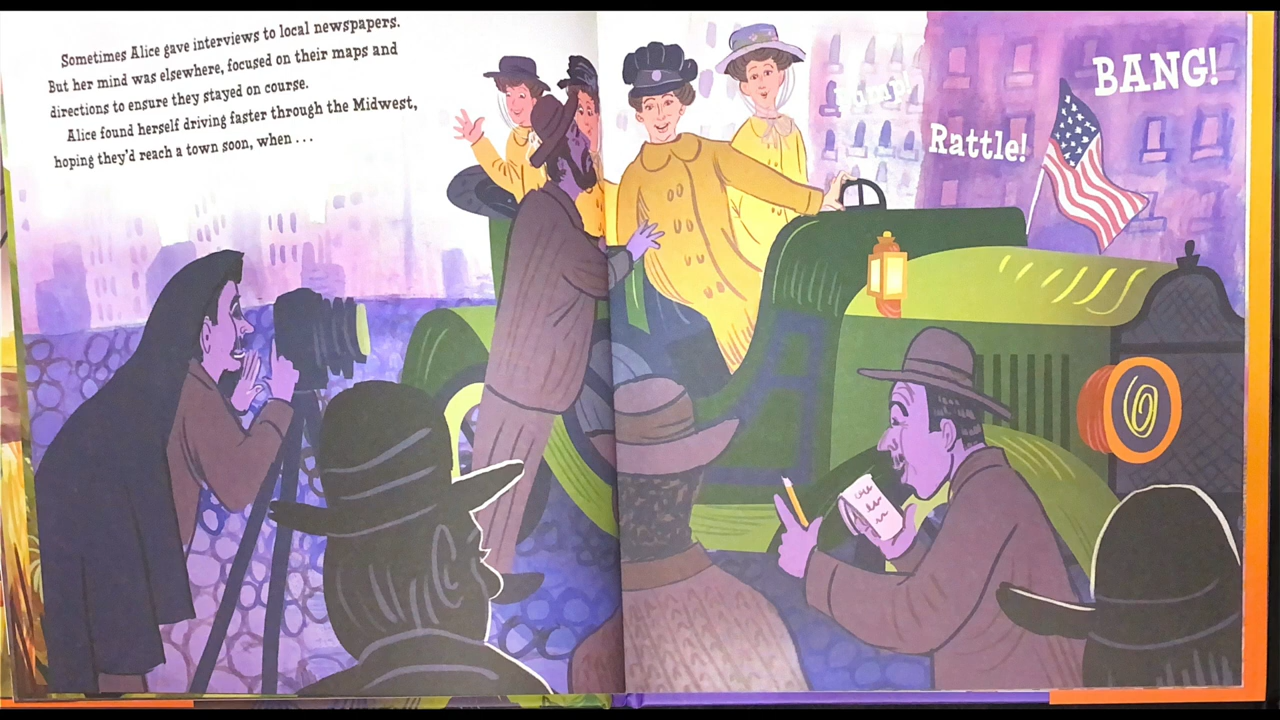 Sometimes Alice gave interviews to local newspapers.
But her mind was elsewhere, focused on their maps and
directions to ensure they stayed on course.
Alice found herself driving faster through the Midwest,
hoping they'd reach a town soon, when . . .
Rattle!
BANG!